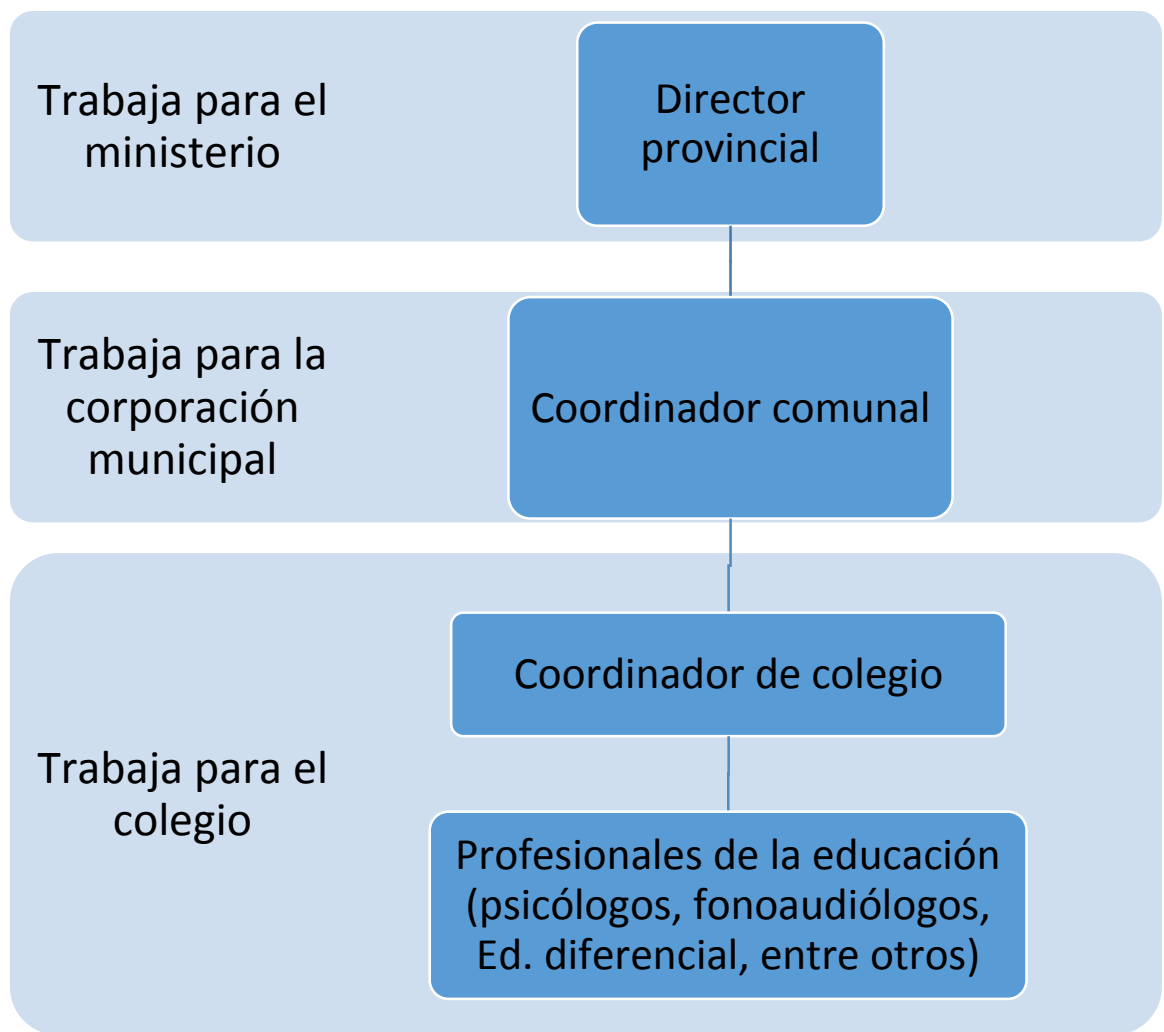 Trabaja para el
ministerio
Director
provincial
Trabaja para la
corporación
municipal
Coordinador comunal
Trabaja para el
colegio
Coordinador de colegio
Profesionales de la educación
(psicólogos, fonoaudiólogos,
Ed. diferencial, entre otros)